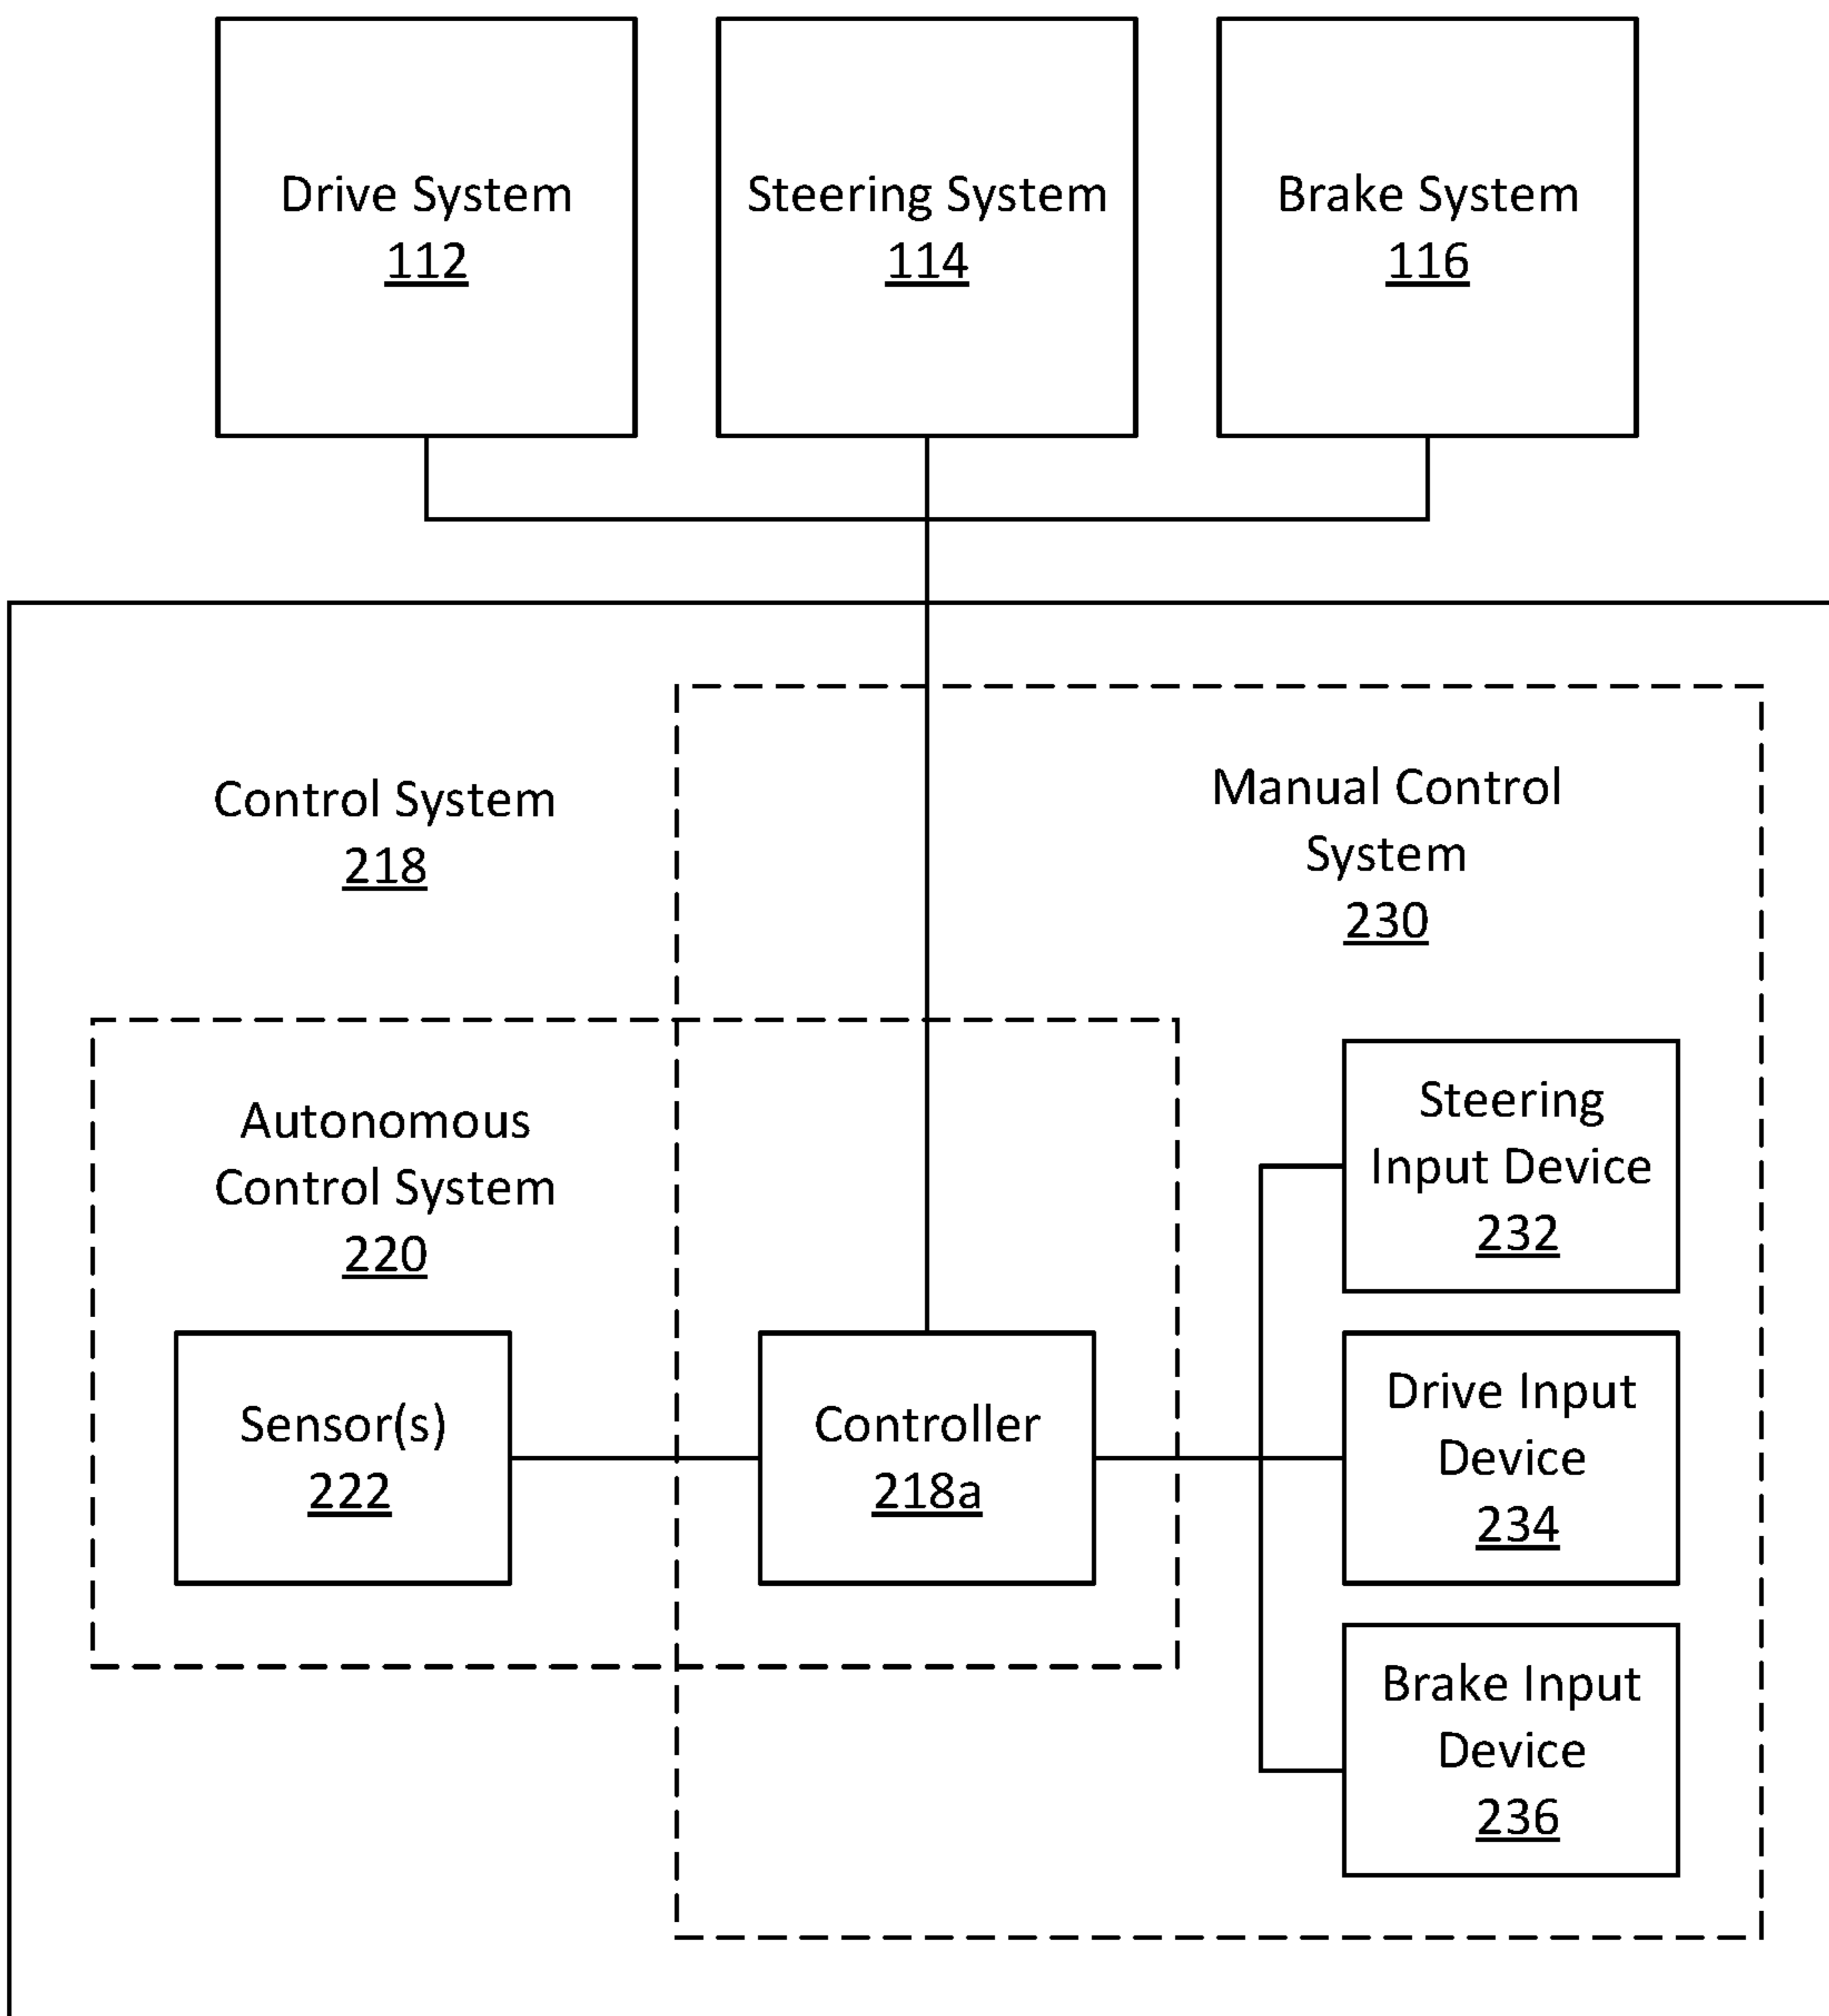 Drive System
112
Steering System
114
Brake System
116
Control System
218
Manual Control
System
230
Autonomous
Control System
220
Sensor(s)
222
Controller
218a
Steering
Input Device
232
Drive Input
Device
234
Brake Input
Device
236